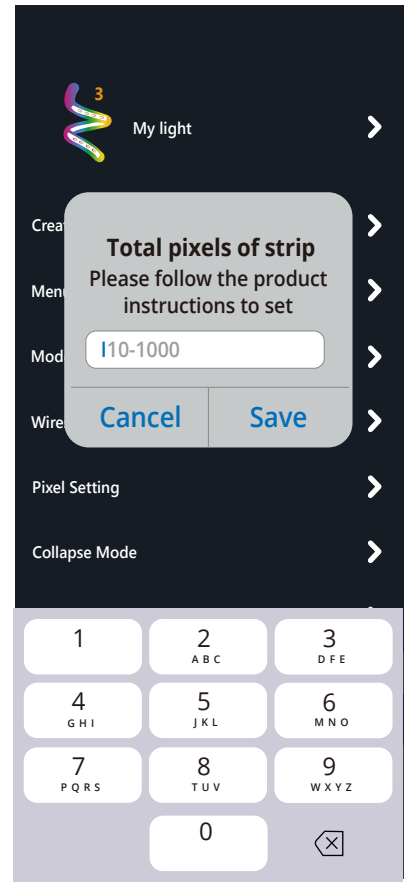 3
My light
Crea
Total pixels of strip
Please follow the product
instructions to set
Men
10-1000
Mod
Cancel Save
Wire
Pixel Setting
Collapse Mode
1 2 3
ABC DFE
4 5 6
GHI JKL MNO
7 8 9
PQRS TUV WXYZ
0